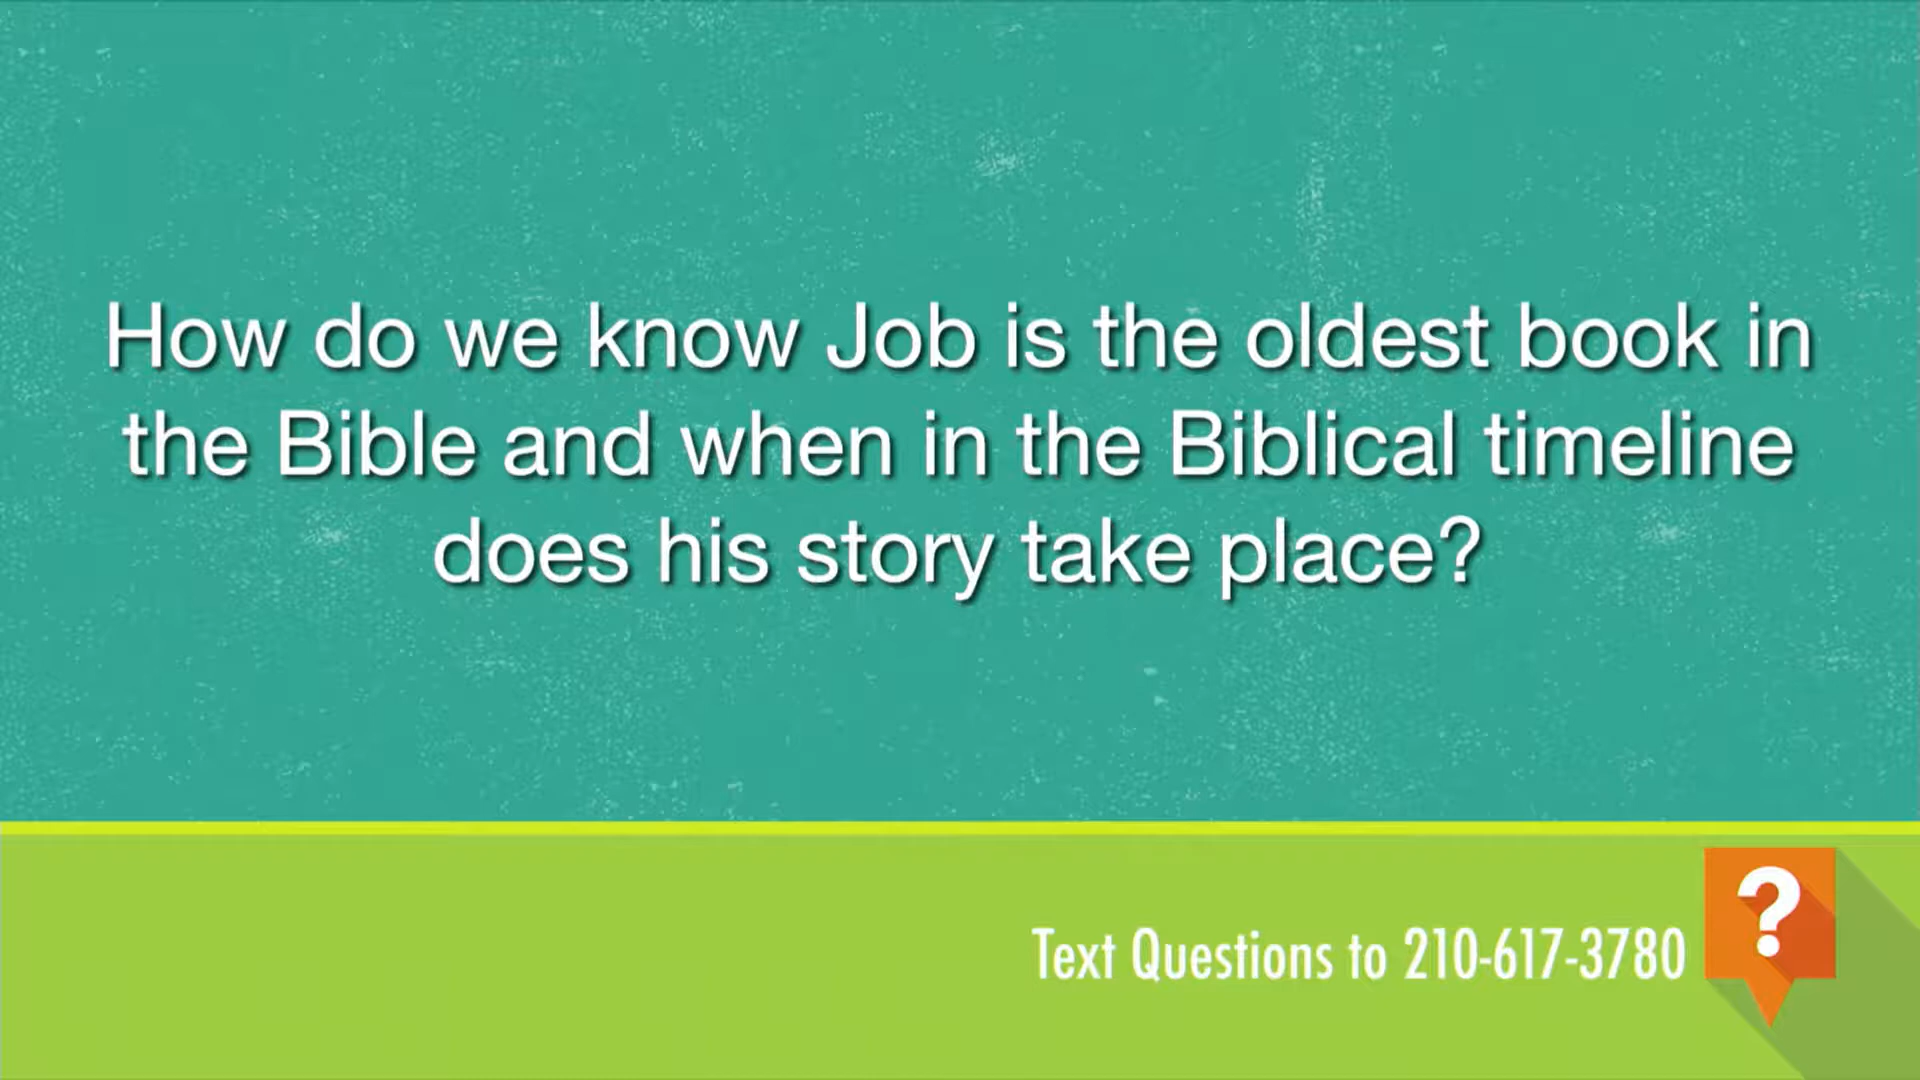 How do we know Job is the oldest book in
the Bible and when in the Biblical timeline
does his story take place?
Text Questions to 210-617-3780
?